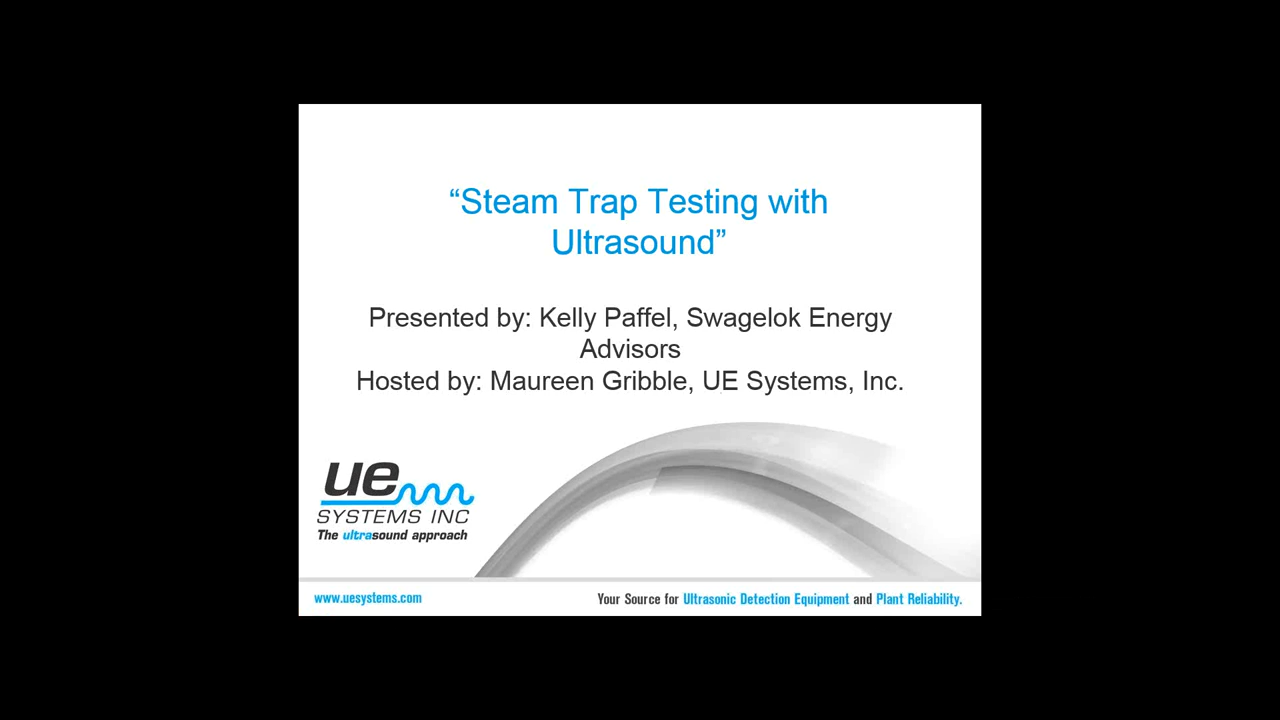 “Steam Trap Testing with
Ultrasound”
Presented by: Kelly Paffel, Swagelok Energy
Advisors
Hosted by: Maureen Gribble, UE Systems, Inc.
ue
SYSTEMS INC
The ultrasound approach
www.uesystems.com
Your Source for Ultrasonic Detection Equipment and Plant Reliability.